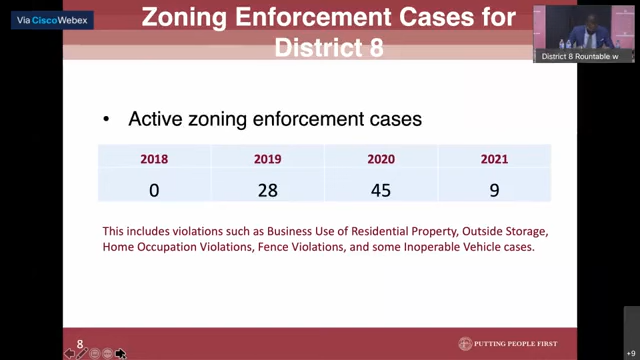 Via Cisco Webex
Zoning Enforcement Cases for
District 8
District 8 Roundtable w
• Active zoning enforcement cases
2018 2019 2020 2021
0 28 45 9
This includes violations such as Business Use of Residential Property, Outside Storage,
Home Occupation Violations, Fence Violations, and some Inoperable Vehicle cases.
8
PUTTING PEOPLE FIRST
+9